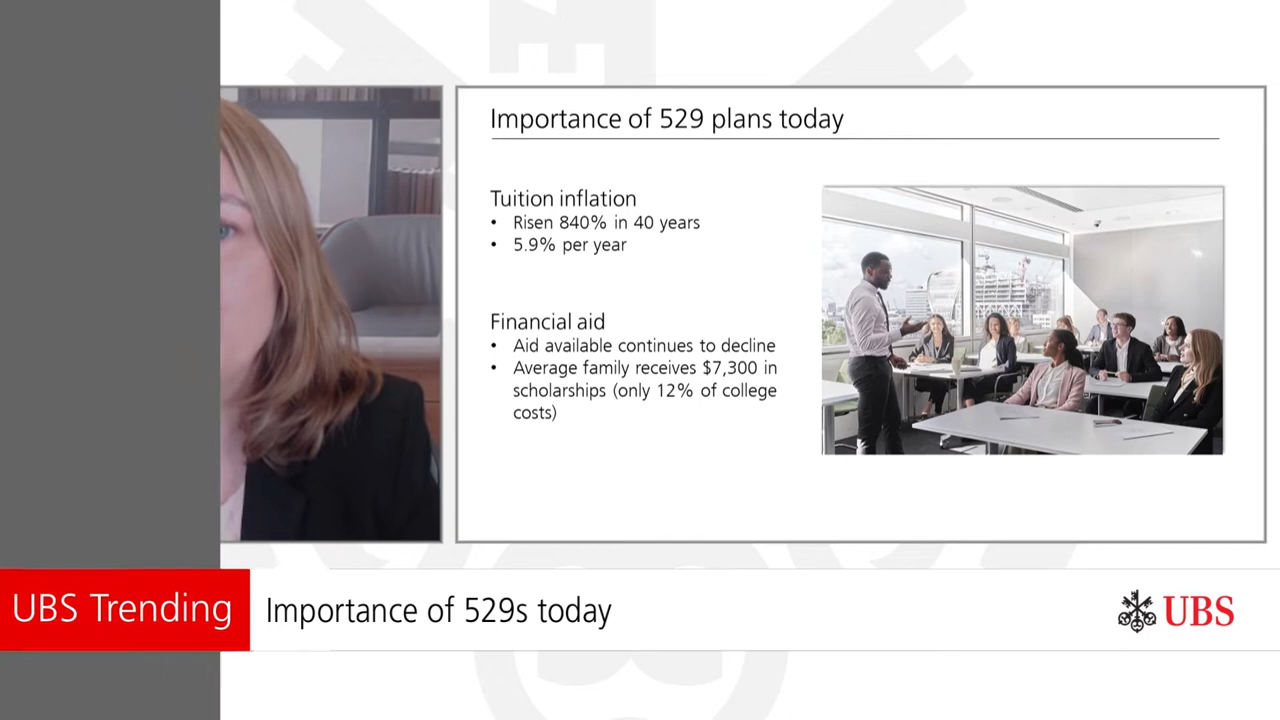 Importance of 529 plans today
Tuition inflation
• Risen 840% in 40 years
• 5.9% per year
Financial aid
• Aid available continues to decline
• Average family receives $7,300 in
scholarships (only 12% of college
costs)
UBS Trending
Importance of 529s today
UBS